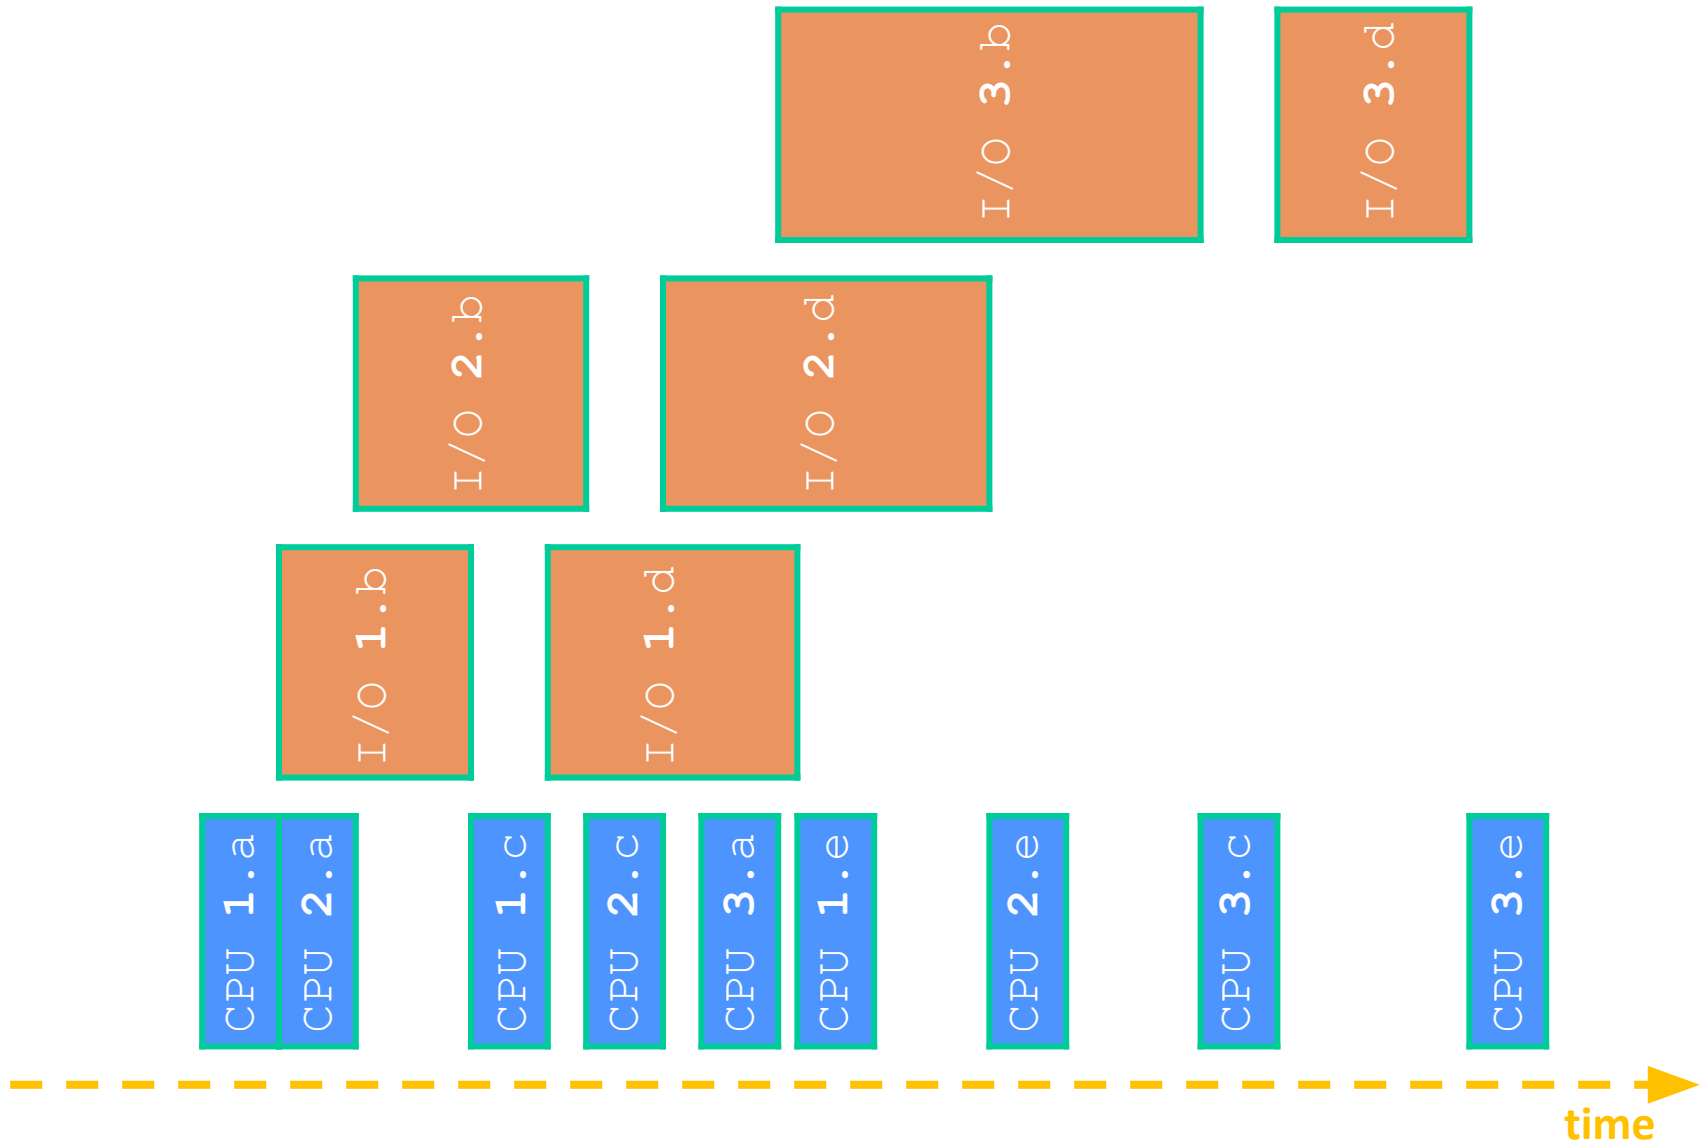 I/O 3.b
I/O 3.d
I/O 2.b
I/O 2.d
I/O 1.b
I/O 1.d
CPU 1.a
CPU 2.a
CPU 1.c
CPU 2.c
CPU 3.a
CPU 1.e
CPU 2.e
CPU 3.c
CPU 3.e
time